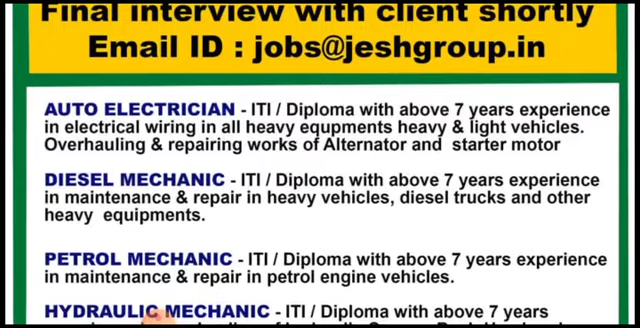 Final interview with client shortly
Email ID : jobs@jeshgroup.in
AUTO ELECTRICIAN - ITI / Diploma with above 7 years experience
in electrical wiring in all heavy equpments heavy & light vehicles.
Overhauling & repairing works of Alternator and starter motor
DIESEL MECHANIC - ITI / Diploma with above 7 years experience
in maintenance & repair in heavy vehicles, diesel trucks and other
heavy equipments.
PETROL MECHANIC - ITI / Diploma with above 7 years experience
in maintenance & repair in petrol engine vehicles.
HYDRAULIC MECHANIC - ITI / Diploma with above 7 years